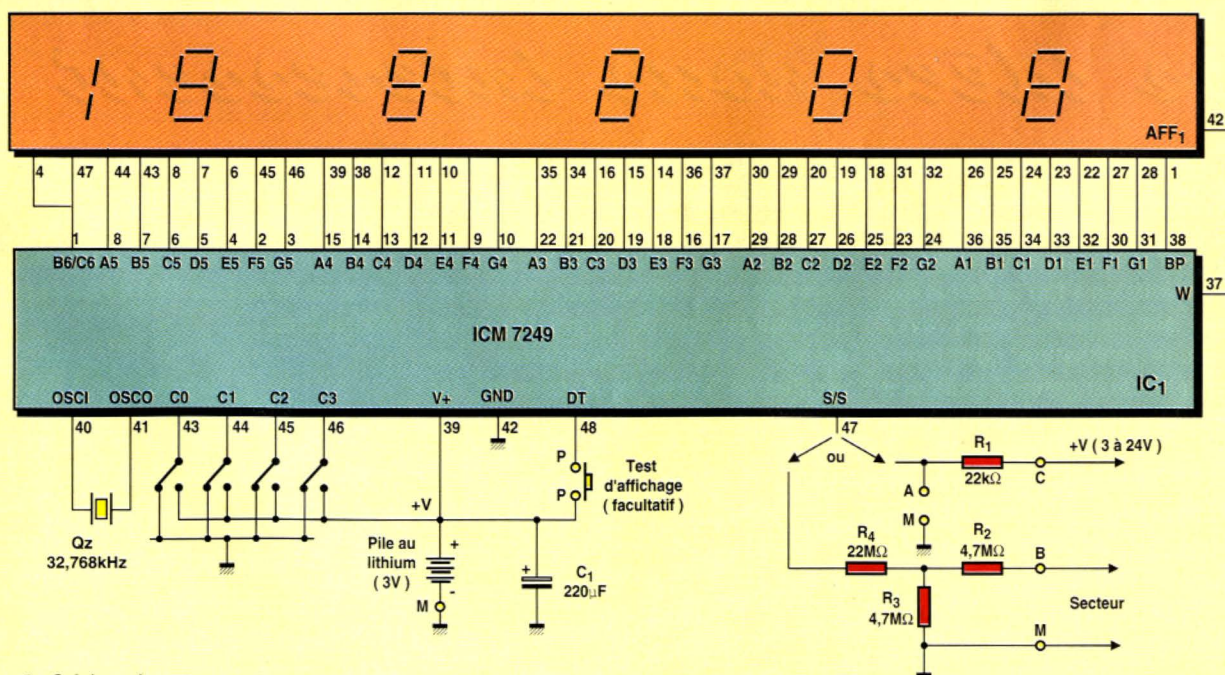 AFF1
42
4 47 44 43 8 7 6 45 46 39 38 12 11 10 35 34 16 15 14 36 37 30 29 20 19 18 31 32 26 25 24 23 22 27 28 1
1 8 7 6 5 4 2 3 15 14 13 12 11 9 10 22 21 20 19 18 16 17 29 28 27 26 25 23 24 36 35 34 33 32 30 31 38
B6/C6 A5 B5 C5 D5 E5 F5 G5 A4 B4 C4 D4 E4 F4 G4 A3 B3 C3 D3 E3 F3 G3 A2 B2 C2 D2 E2 F2 G2 A1 B1 C1 D1 E1 F1 G1 BP
W 37
ICM 7249
IC1
OSCI OSCO C0 C1 C2 C3 V+ GND DT S/S
40 41 43 44 45 46 39 42 48 47
ou
R1
22kΩ
+V ( 3 à 24V )
C
A
M
P
P
Test
d'affichage
( facultatif )
+V
Qz
32,768kHz
Pile au
lithium
( 3V )
+
-
M
+
C1
220µF
R4
22MΩ
R2
4,7MΩ
B
R3
4,7MΩ
Secteur
M